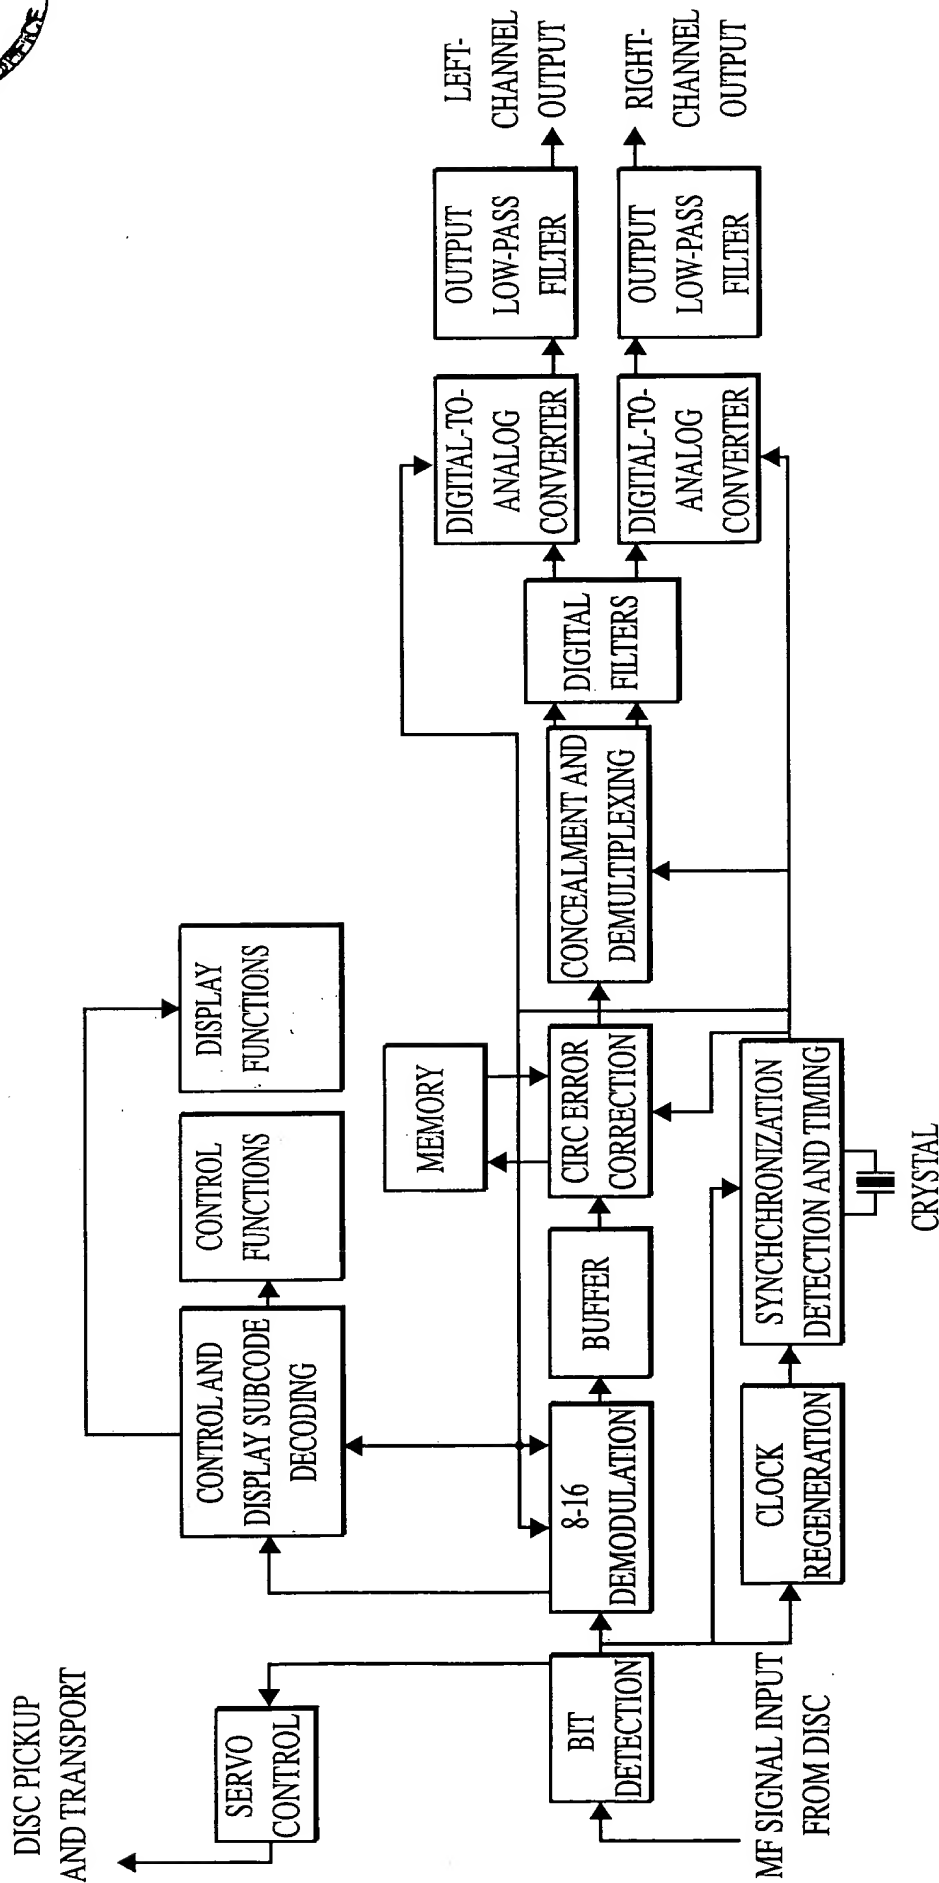 DISC PICKUP
AND TRANSPORT
SERVO
CONTROL
CONTROL AND
DISPLAY SUBCODE
DECODING
CONTROL
FUNCTIONS
DISPLAY
FUNCTIONS
MEMORY
BIT
DETECTION
8-16
DEMODULATION
BUFFER
CIRC ERROR
CORRECTION
CONCEALMENT AND
DEMULTIPLEXING
DIGITAL
FILTERS
DIGITAL-TO-
ANALOG
CONVERTER
OUTPUT
LOW-PASS
FILTER
LEFT-
CHANNEL
OUTPUT
DIGITAL-TO-
ANALOG
CONVERTER
OUTPUT
LOW-PASS
FILTER
RIGHT-
CHANNEL
OUTPUT
MF SIGNAL INPUT
FROM DISC
CLOCK
REGENERATION
SYNCHCHRONIZATION
DETECTION AND TIMING
CRYSTAL